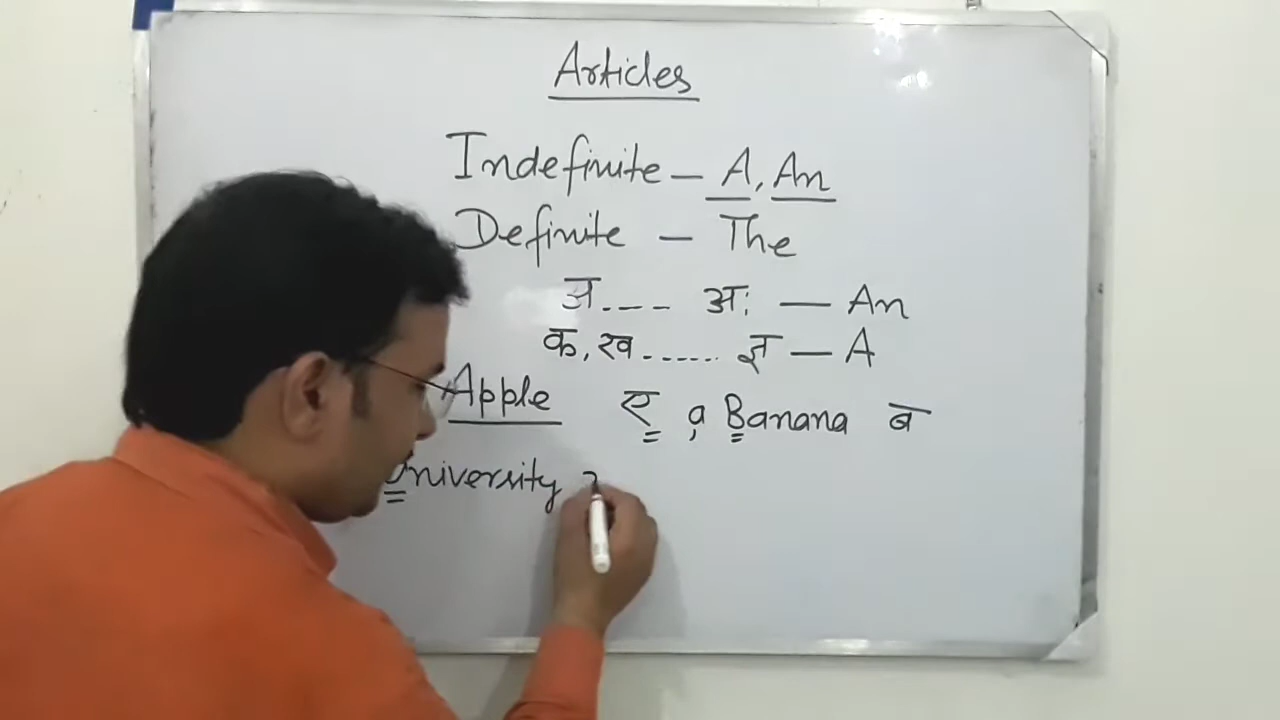 Articles
Indefinite – A, An
Definite – The
अ.--- अः – An
क, ख...... ज्ञ – A
Apple ए a Banana ब
University